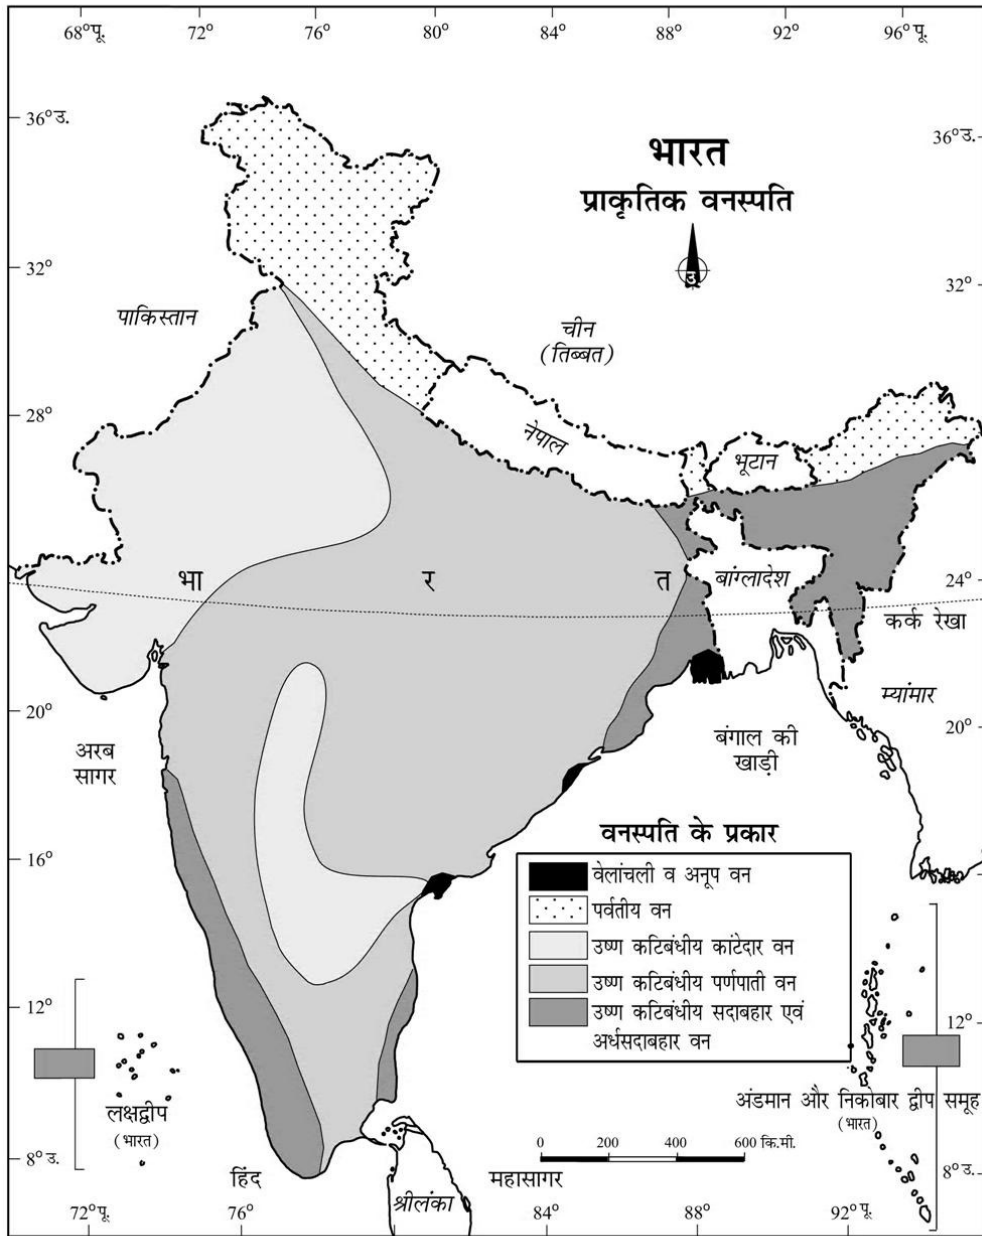 68°पू.
72°
76°
80°
84°
88°
92°
96°पू.
36°उ.
36°उ.
भारत
प्राकृतिक वनस्पति
उ
32°
32°
पाकिस्तान
चीन
(तिब्बत)
28°
28°
नेपाल
भूटान
भा र त
बांग्लादेश
24°
24°
कर्क रेखा
म्यांमार
20°
20°
अरब
सागर
बंगाल की
खाड़ी
16°
वनस्पति के प्रकार
वेलांचली व अनूप वन
पर्वतीय वन
उष्ण कटिबंधीय कांटेदार वन
उष्ण कटिबंधीय पर्णपाती वन
उष्ण कटिबंधीय सदाबहार एवं
अर्धसदाबहार वन
12°
12°
लक्षद्वीप
(भारत)
अंडमान और निकोबार द्वीप समूह
(भारत)
0 200 400 600 कि.मी.
8°उ.
8°उ.
हिंद महासागर
श्रीलंका
72°पू.
76°
84°
88°
92°पू.